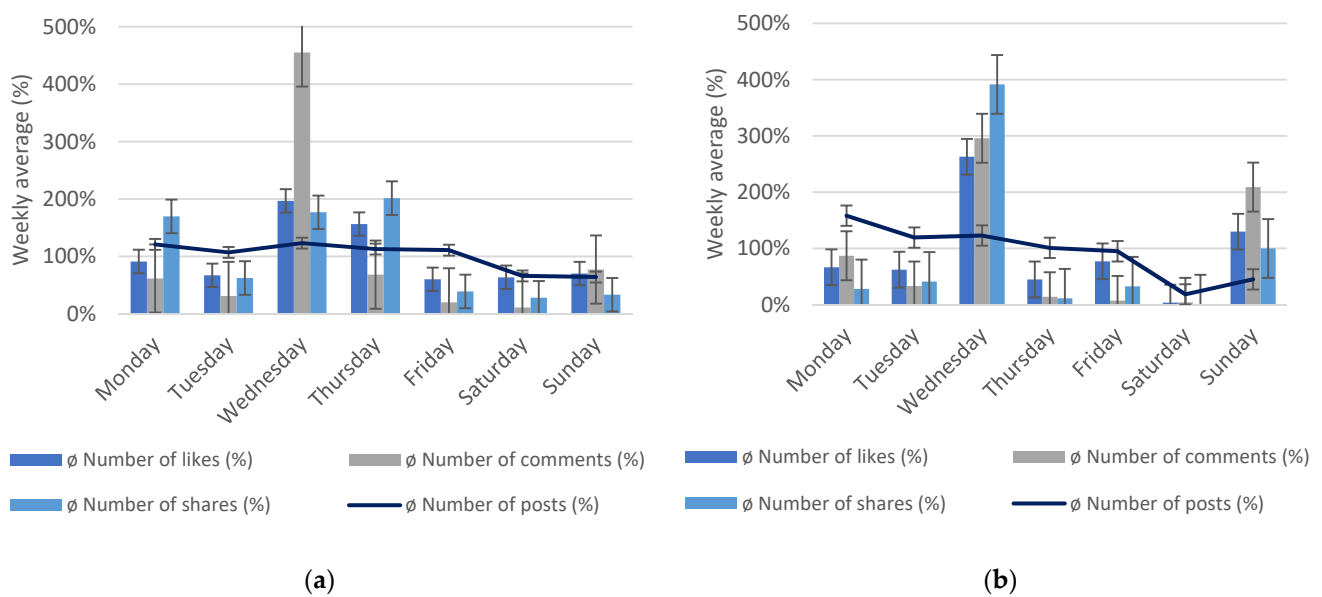 500%
400%
300%
200%
100%
0%
Weekly average (%)
Monday
Tuesday
Wednesday
Thursday
Friday
Saturday
Sunday
ø Number of likes (%)
ø Number of comments (%)
ø Number of shares (%)
ø Number of posts (%)
(a)
500%
400%
300%
200%
100%
0%
Weekly average (%)
Monday
Tuesday
Wednesday
Thursday
Friday
Saturday
Sunday
ø Number of likes (%)
ø Number of comments (%)
ø Number of shares (%)
ø Number of posts (%)
(b)